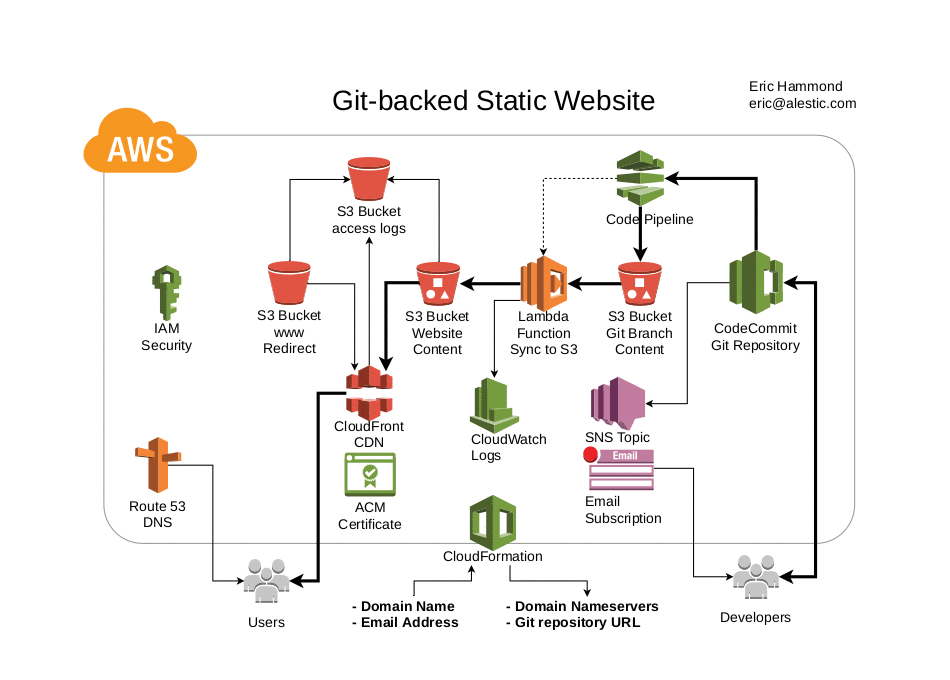 Eric Hammond
eric@alestic.com
Git-backed Static Website
AWS
S3 Bucket
access logs
Code Pipeline
IAM
Security
S3 Bucket
www
Redirect
S3 Bucket
Website
Content
Lambda
Function
Sync to S3
S3 Bucket
Git Branch
Content
CodeCommit
Git Repository
CloudFront
CDN
CloudWatch
Logs
SNS Topic
Email
Email
Subscription
Route 53
DNS
ACM
Certificate
CloudFormation
Users
- Domain Name
- Email Address
- Domain Nameservers
- Git repository URL
Developers